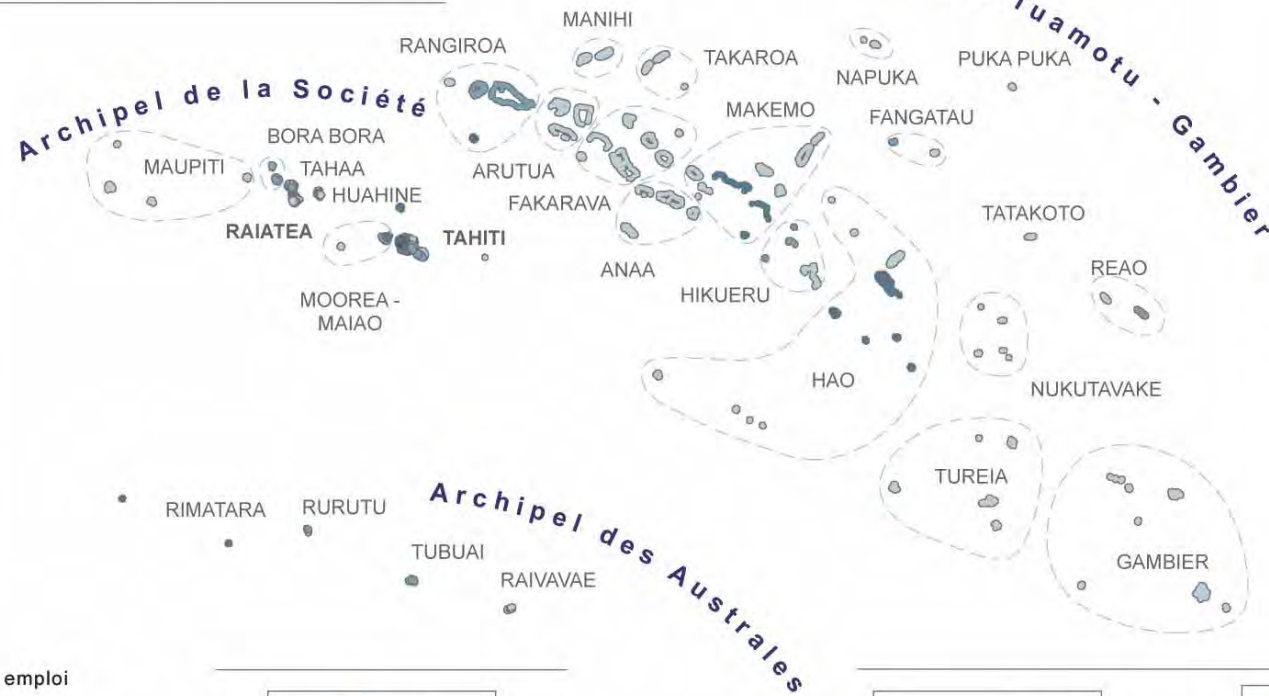 MANIHI
RANGIROA
TAKAROA
NAPUKA
PUKA PUKA
Tuamotu - Gambier
Archipel de la Société
MAKEMO
FANGATAU
BORA BORA
MAUPITI
TAHAA
ARUTUA
HUAHINE
FAKARAVA
TATAKOTO
RAIATEA
TAHITI
ANAA
REAO
HIKUERU
MOOREA -
MAIAO
HAO
NUKUTAVAKE
TUREIA
Archipel des Australes
RIMATARA
RURUTU
TUBUAI
RAIVAVAE
GAMBIER
emploi